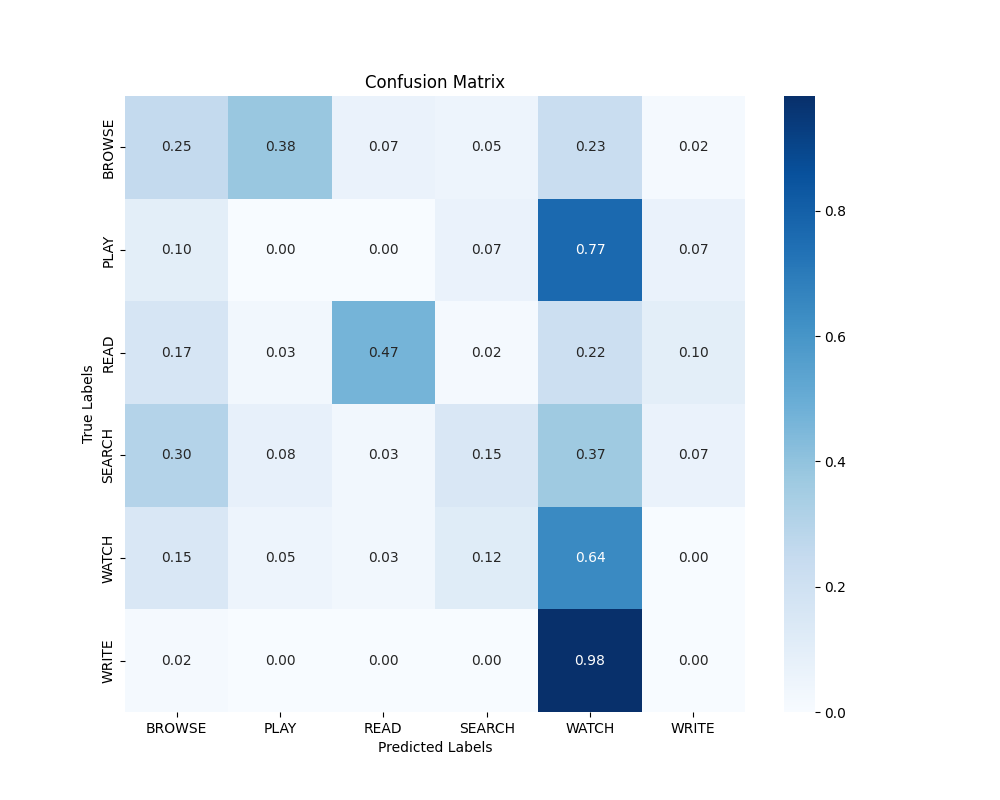 Confusion Matrix
True Labels
BROWSE 0.25 0.38 0.07 0.05 0.23 0.02
PLAY 0.10 0.00 0.00 0.07 0.77 0.07
READ 0.17 0.03 0.47 0.02 0.22 0.10
SEARCH 0.30 0.08 0.03 0.15 0.37 0.07
WATCH 0.15 0.05 0.03 0.12 0.64 0.00
WRITE 0.02 0.00 0.00 0.00 0.98 0.00
BROWSE PLAY READ SEARCH WATCH WRITE
Predicted Labels
0.8
0.6
0.4
0.2
0.0